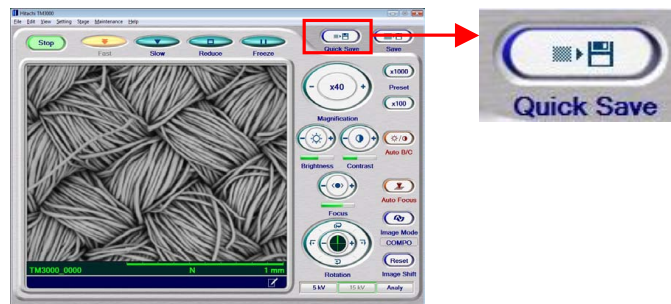 Hitachi TM3000
File Edit View Setting Stage Maintenance Help
Stop
Fast
Slow
Reduce
Freeze
Quick Save
Save
x40
x1000
Preset
x100
Magnification
Auto B/C
Brightness
Contrast
Auto Focus
Focus
Image Mode
COMPO
Reset
Rotation
Image Shift
TM3000_0000 N 1 mm
5 kV
15 kV
Analy
Quick Save